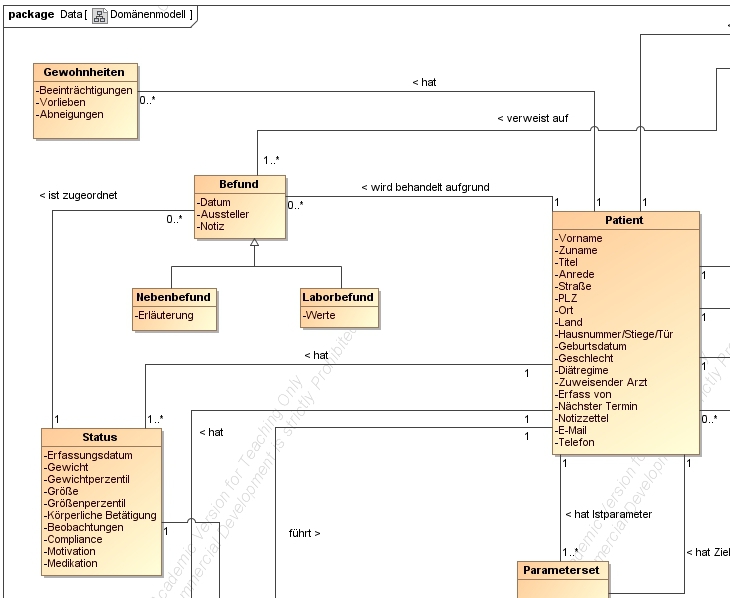 package Data [ Domänenmodell ]
Gewohnheiten
-Beeinträchtigungen
-Vorlieben
-Abneigungen
0..*
< hat
< verweist auf
1..*
Befund
-Datum
-Aussteller
-Notiz
< ist zugeordnet
0..*
0..*
< wird behandelt aufgrund
1
1
1
Patient
-Vorname
-Zuname
-Titel
-Anrede
-Straße
-PLZ
-Ort
-Land
-Hausnummer/Stiege/Tür
-Geburtsdatum
-Geschlecht
-Diätregime
-Zuweisender Arzt
-Erfass von
-Nächster Termin
-Notizzettel
-E-Mail
-Telefon
1
1
1
0..*
Nebenbefund
-Erläuterung
Laborbefund
-Werte
< hat
1
1
1..*
Status
-Erfassungsdatum
-Gewicht
-Gewichtperzentil
-Größe
-Größenperzentil
-Körperliche Betätigung
-Beobachtungen
-Compliance
-Motivation
-Medikation
1
< hat
1
1
führt >
1
1
< hat Istparameter
1..*
< hat Ziel
Parameterset
Academic Version for Teaching Only
Commercial Development is strictly Prohibited